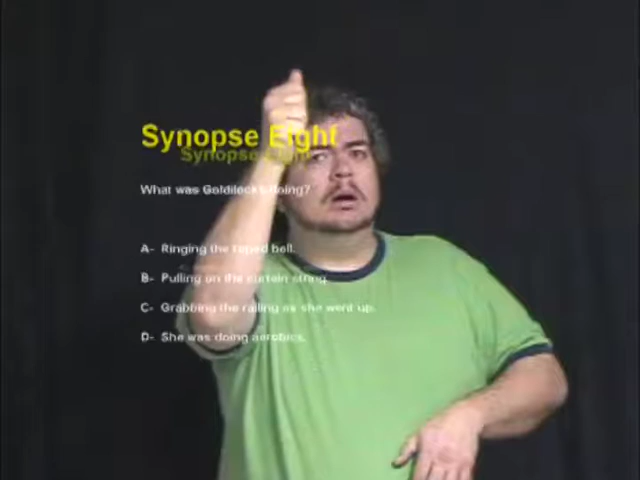 Synopse Eight
Synopse Eight
What was Goldilocks doing?
A- Ringing the roped bell.
B- Pulling on the curtain string.
C- Grabbing the railing as she went up.
D- She was doing aerobics.